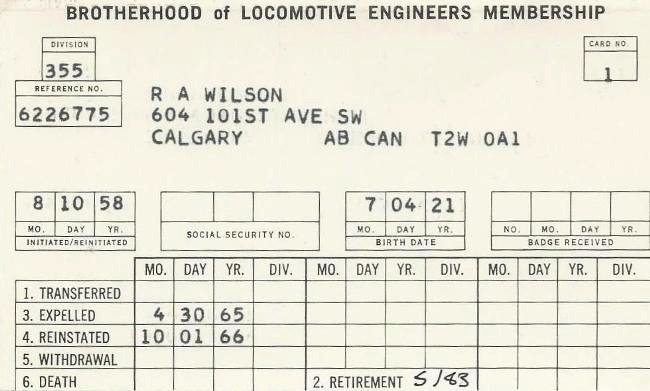 BROTHERHOOD of LOCOMOTIVE ENGINEERS MEMBERSHIP
DIVISION
355
CARD NO.
1
REFERENCE NO.
6226775
R A WILSON
604 101ST AVE SW
CALGARY AB CAN T2W 0A1
8 10 58
MO. DAY YR.
INITIATED/REINITIATED
SOCIAL SECURITY NO.
7 04 21
MO. DAY YR.
BIRTH DATE
NO. MO. DAY YR.
BADGE RECEIVED
MO. DAY YR. DIV. MO. DAY YR. DIV. MO. DAY YR. DIV.
1. TRANSFERRED
3. EXPELLED 4 30 65
4. REINSTATED 10 01 66
5. WITHDRAWAL
6. DEATH 2. RETIREMENT 5/83